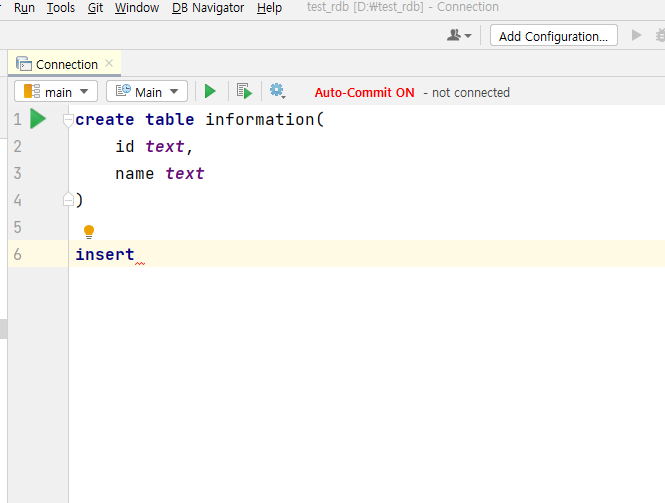 Run Tools Git Window DB Navigator Help test_rdb [D:₩test_rdb] - Connection
Add Configuration...
Connection
main Main Auto-Commit ON - not connected
1 create table information(
2 id text,
3 name text
4 )
5
6 insert